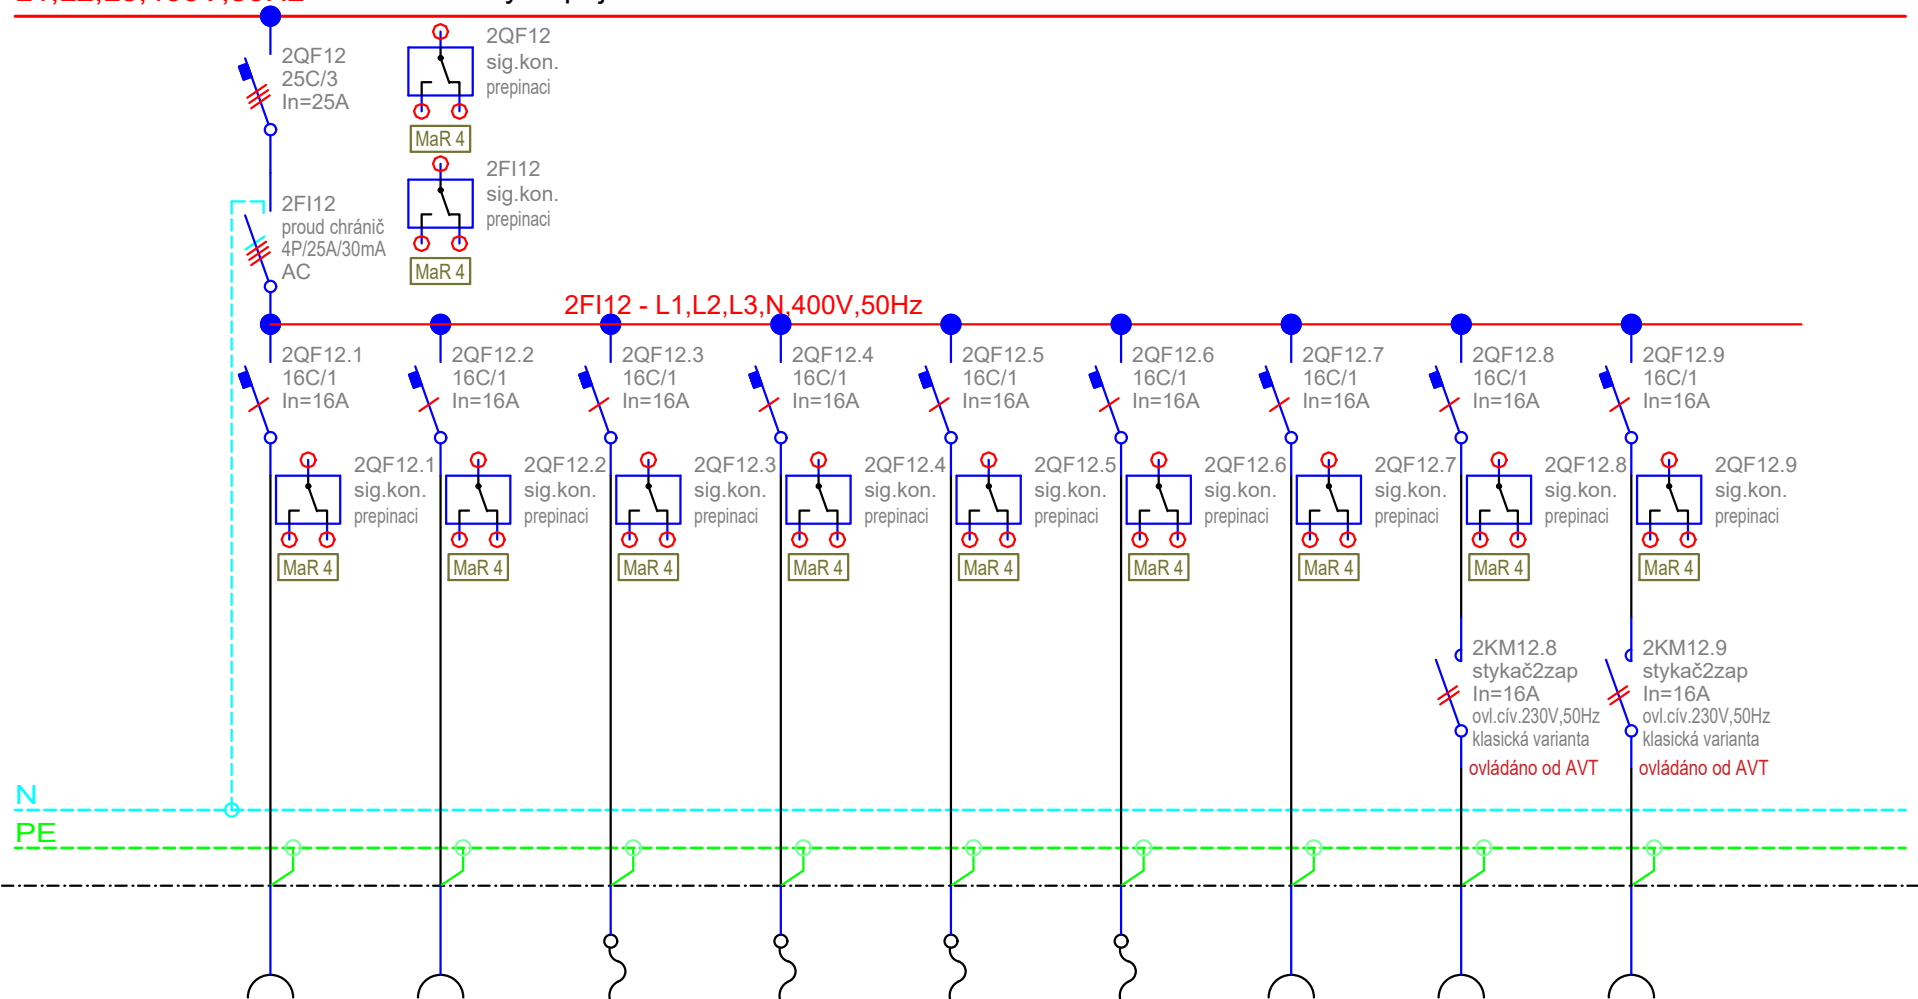 2QF12
25C/3
In=25A
2QF12
sig.kon.
prepinaci
MaR 4
2FI12
proud chránič
4P/25A/30mA
AC
2FI12
sig.kon.
prepinaci
MaR 4
2FI12 - L1,L2,L3,N,400V,50Hz
2QF12.1
16C/1
In=16A
2QF12.2
16C/1
In=16A
2QF12.3
16C/1
In=16A
2QF12.4
16C/1
In=16A
2QF12.5
16C/1
In=16A
2QF12.6
16C/1
In=16A
2QF12.7
16C/1
In=16A
2QF12.8
16C/1
In=16A
2QF12.9
16C/1
In=16A
2QF12.1
sig.kon.
prepinaci
MaR 4
2QF12.2
sig.kon.
prepinaci
MaR 4
2QF12.3
sig.kon.
prepinaci
MaR 4
2QF12.4
sig.kon.
prepinaci
MaR 4
2QF12.5
sig.kon.
prepinaci
MaR 4
2QF12.6
sig.kon.
prepinaci
MaR 4
2QF12.7
sig.kon.
prepinaci
MaR 4
2QF12.8
sig.kon.
prepinaci
MaR 4
2QF12.9
sig.kon.
prepinaci
MaR 4
2KM12.8
stykač2zap
In=16A
ovl.cív.230V,50Hz
klasická varianta
ovládáno od AVT
2KM12.9
stykač2zap
In=16A
ovl.cív.230V,50Hz
klasická varianta
ovládáno od AVT
N
PE